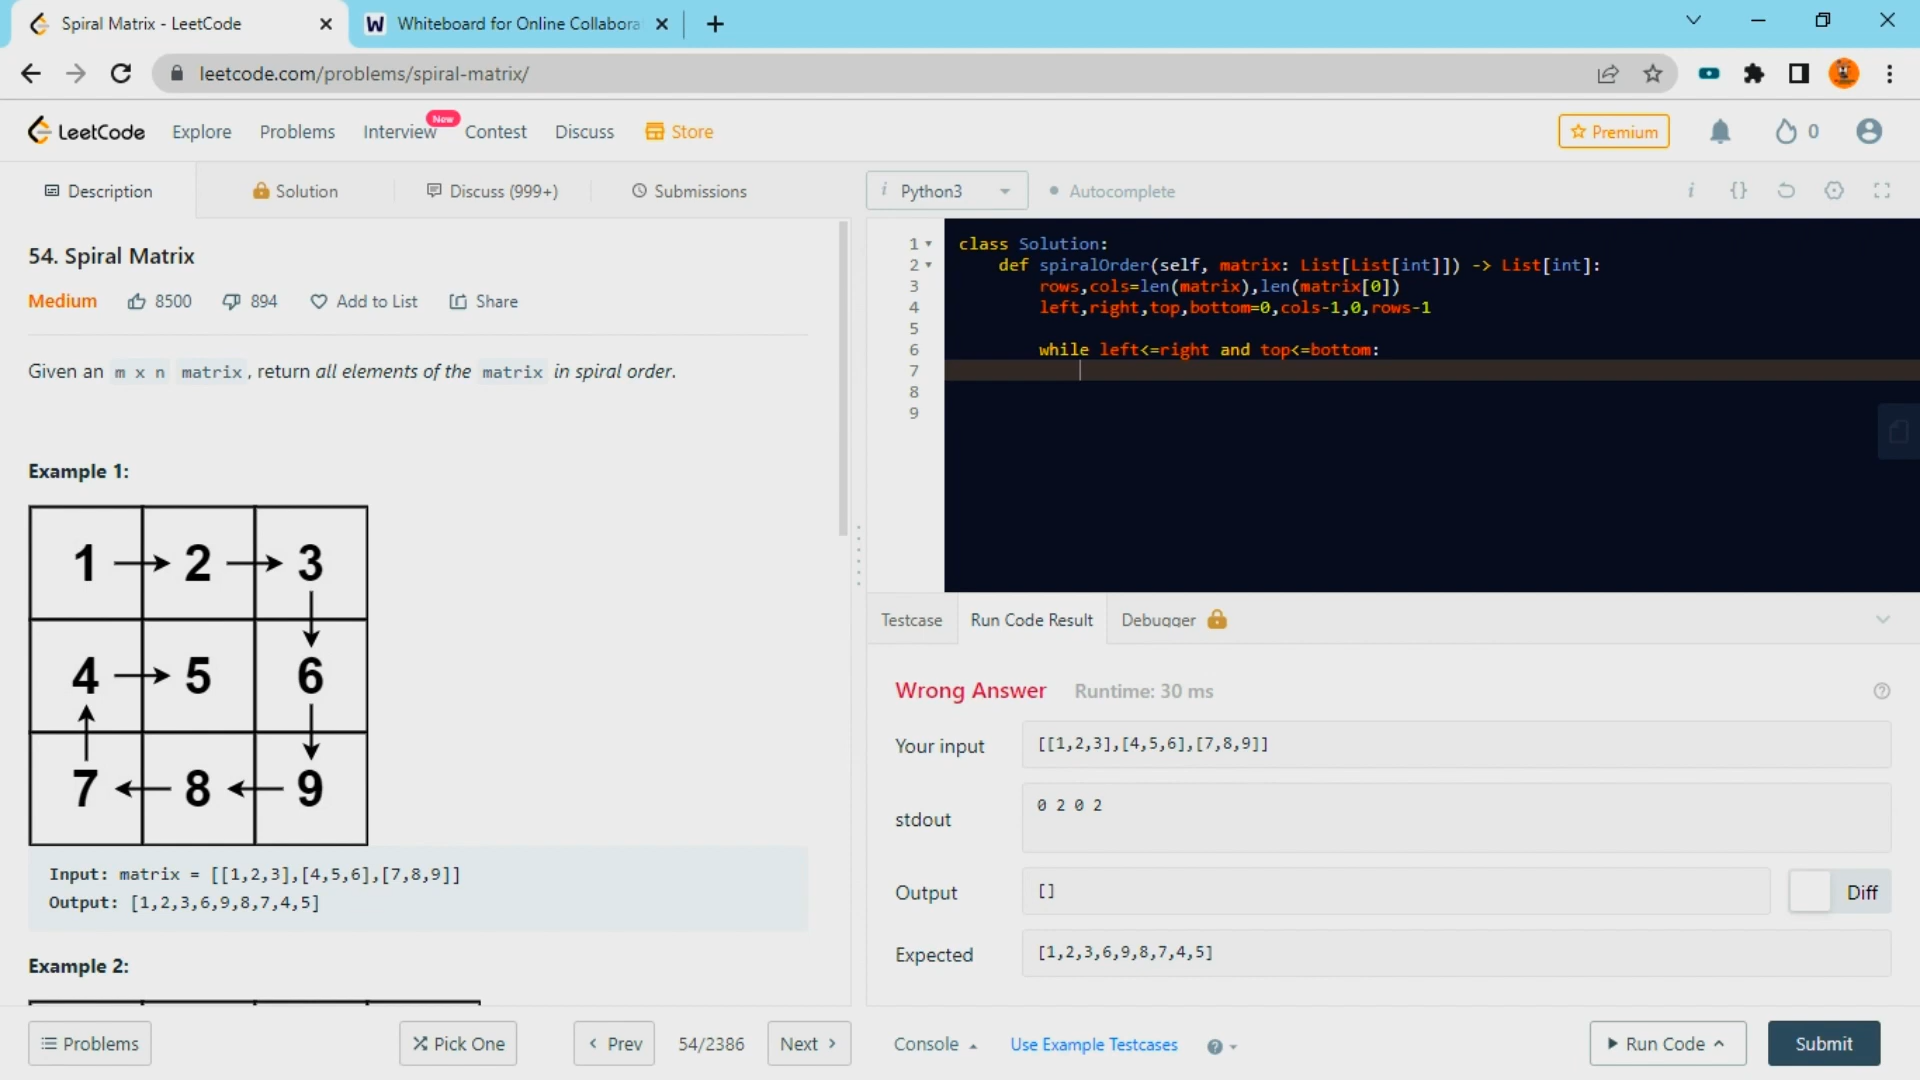 Spiral Matrix - LeetCode
Whiteboard for Online Collabora
leetcode.com/problems/spiral-matrix/
LeetCode Explore Problems Interview New Contest Discuss Store Premium 0
Description Solution Discuss (999+) Submissions
54. Spiral Matrix
Medium 8500 894 Add to List Share
Given an m x n matrix, return all elements of the matrix in spiral order.
Example 1:
1 2 3
4 5 6
7 8 9
Input: matrix = [[1,2,3],[4,5,6],[7,8,9]]
Output: [1,2,3,6,9,8,7,4,5]
Example 2:
Problems Pick One Prev 54/2386 Next
i Python3 Autocomplete i {}
1 class Solution:
2 def spiralOrder(self, matrix: List[List[int]]) -> List[int]:
3 rows,cols=len(matrix),len(matrix[0])
4 left,right,top,bottom=0,cols-1,0,rows-1
5
6 while left<=right and top<=bottom:
7
8
9
Testcase Run Code Result Debugger
Wrong Answer Runtime: 30 ms
Your input [[1,2,3],[4,5,6],[7,8,9]]
stdout 0 2 0 2
Output [] Diff
Expected [1,2,3,6,9,8,7,4,5]
Console Use Example Testcases ? Run Code Submit